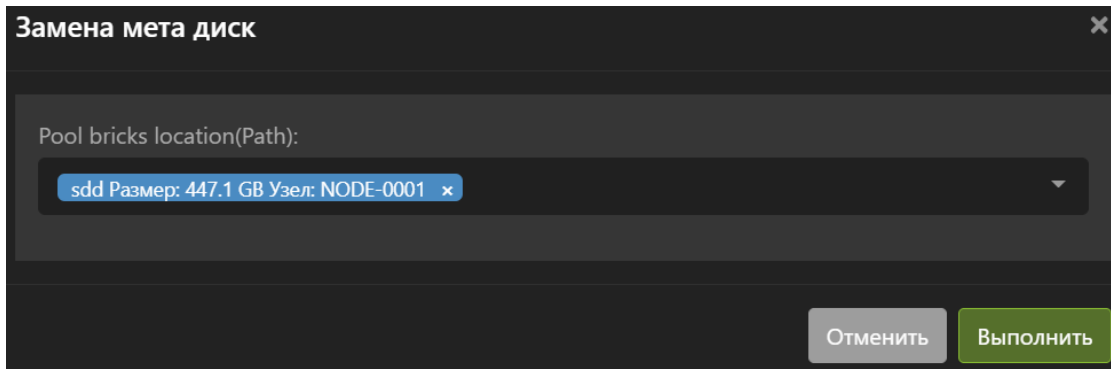 Замена мета диск ×
Pool bricks location(Path):
sdd Размер: 447.1 GB Узел: NODE-0001 ×
Отменить Выполнить